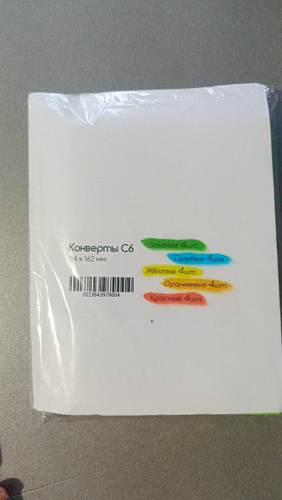 Конверты С6
114 x 162 мм
2013843979004
Зелёные 4шт.
Голубые 4шт.
Жёлтые 4шт.
Оранжевые 4шт.
Красные 4шт.